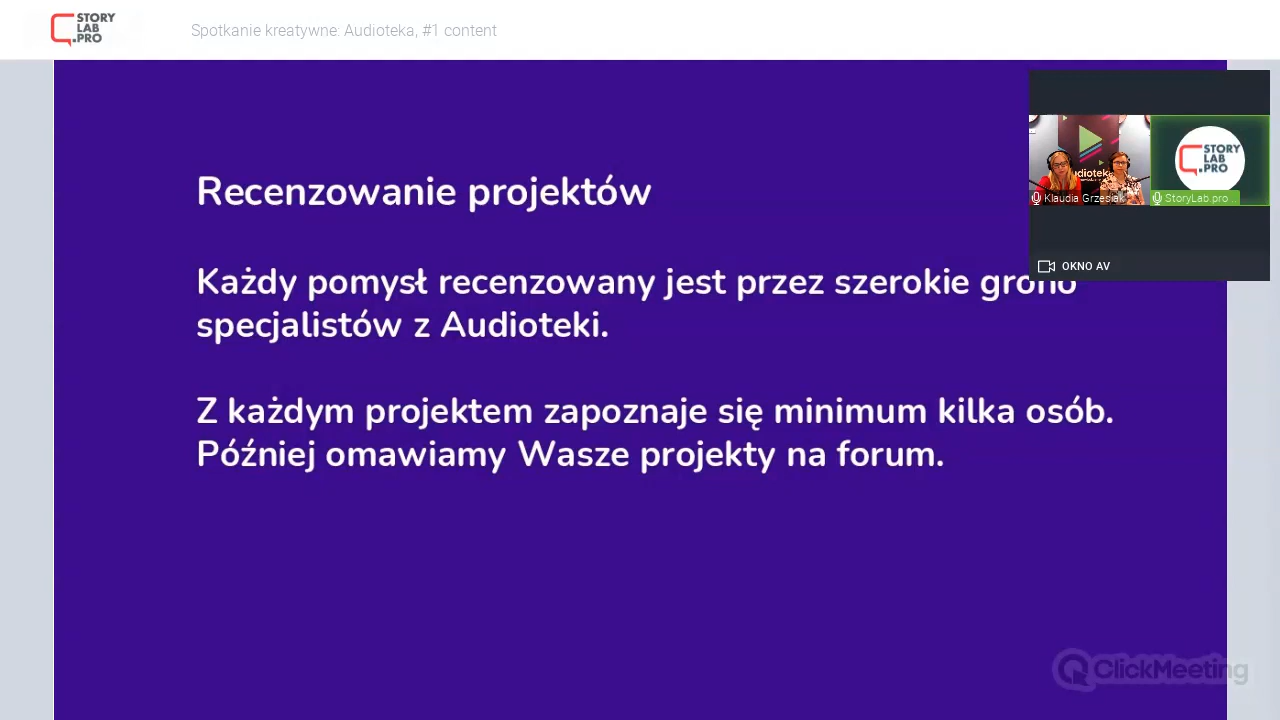 STORY
LAB
.PRO
Spotkanie kreatywne: Audioteka, #1 content
Recenzowanie projektów
Każdy pomysł recenzowany jest przez szerokie grono
specjalistów z Audioteki.
Z każdym projektem zapoznaje się minimum kilka osób.
Później omawiamy Wasze projekty na forum.
STORY
LAB
.PRO
Klaudia Grzesiak
StoryLab.pro ...
OKNO AV
ClickMeeting